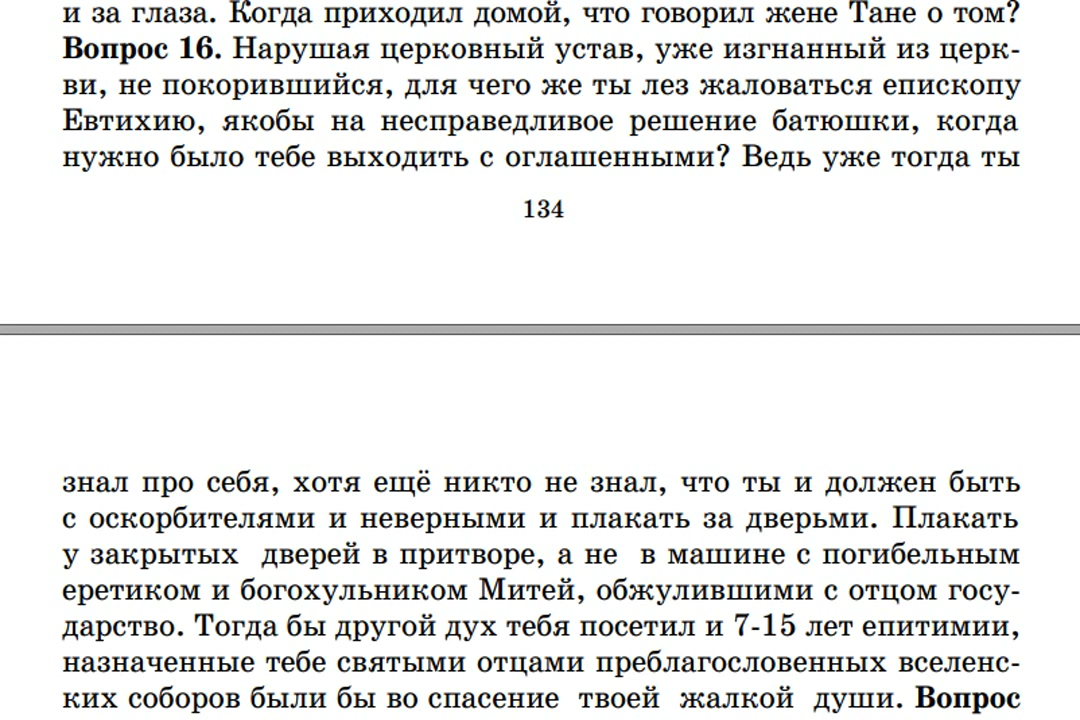 и за глаза. Когда приходил домой, что говорил жене Тане о том?
Вопрос 16. Нарушая церковный устав, уже изгнанный из церк-
ви, не покорившийся, для чего же ты лез жаловаться епископу
Евтихию, якобы на несправедливое решение батюшки, когда
нужно было тебе выходить с оглашенными? Ведь уже тогда ты
134
знал про себя, хотя ещё никто не знал, что ты и должен быть
с оскорбителями и неверными и плакать за дверьми. Плакать
у закрытых дверей в притворе, а не в машине с погибельным
еретиком и богохульником Митей, обжулившими с отцом госу-
дарство. Тогда бы другой дух тебя посетил и 7-15 лет епитимии,
назначенные тебе святыми отцами преблагословенных вселенс-
ких соборов были бы во спасение твоей жалкой души. Вопрос